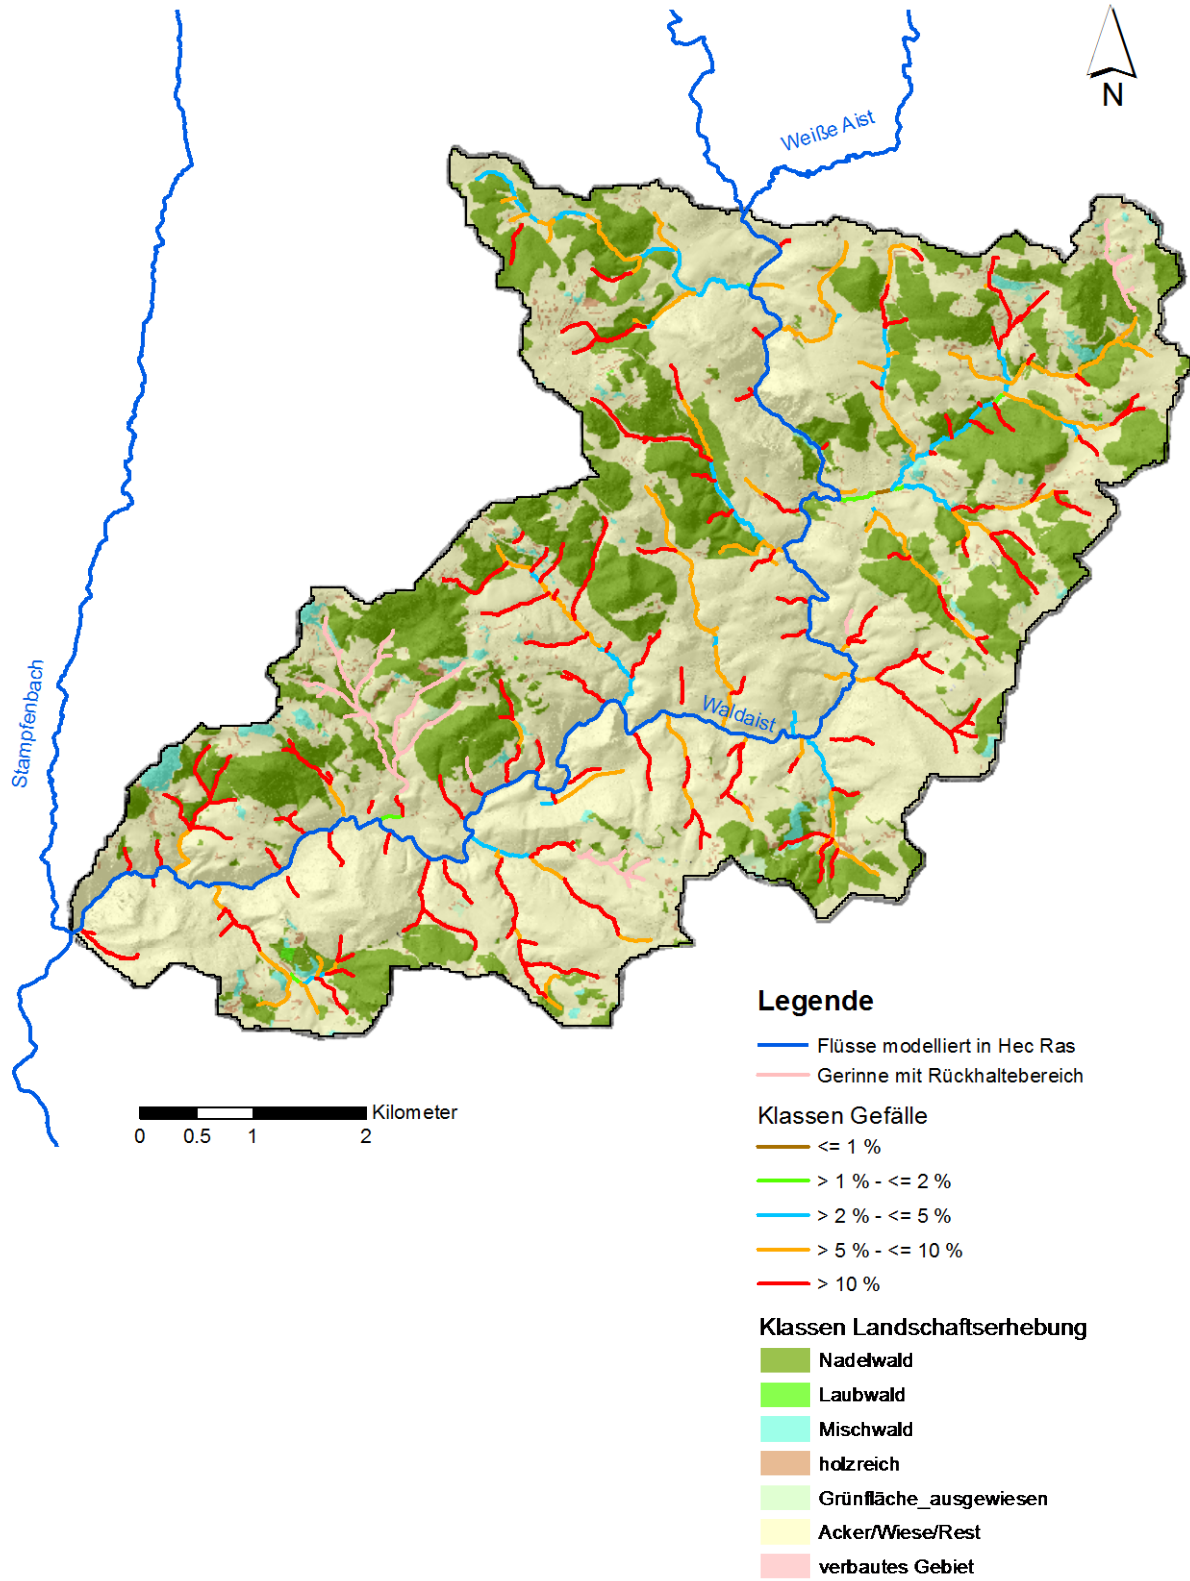 N
Weiße Aist
Stampfenbach
Waldaist
Kilometer
0 0.5 1 2
Legende
Flüsse modelliert in Hec Ras
Gerinne mit Rückhaltebereich
Klassen Gefälle
<= 1 %
> 1 % - <= 2 %
> 2 % - <= 5 %
> 5 % - <= 10 %
> 10 %
Klassen Landschaftserhebung
Nadelwald
Laubwald
Mischwald
holzreich
Grünfläche_ausgewiesen
Acker/Wiese/Rest
verbautes Gebiet